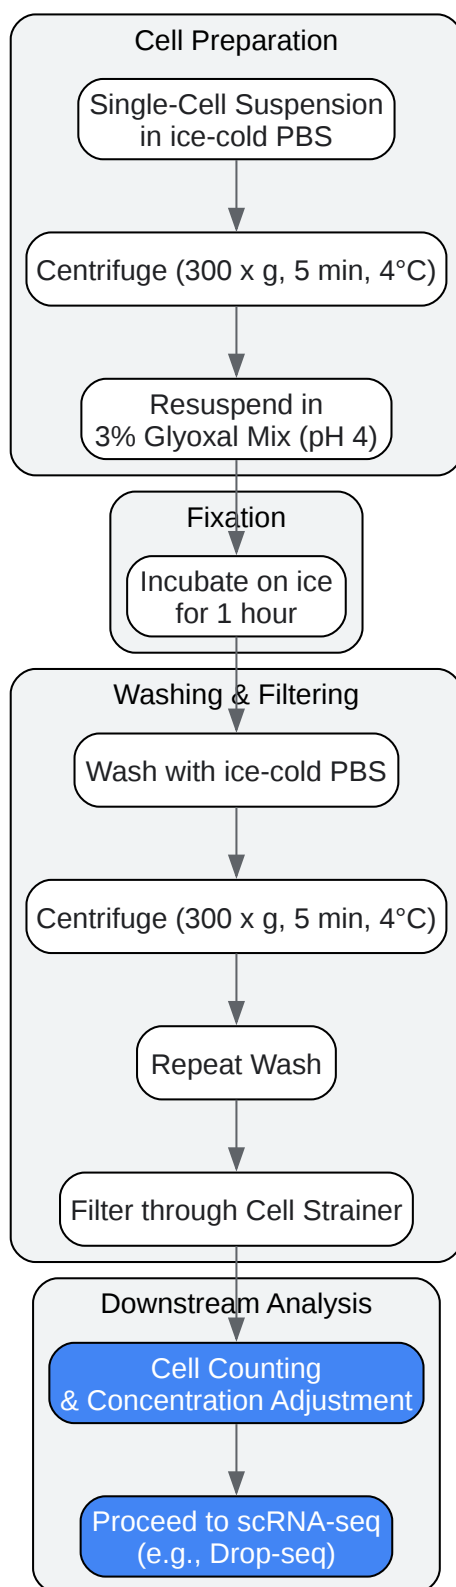 Cell Preparation
Single-Cell Suspension
in ice-cold PBS
Centrifuge (300 x g, 5 min, 4°C)
Resuspend in
3% Glyoxal Mix (pH 4)
Fixation
Incubate on ice
for 1 hour
Washing & Filtering
Wash with ice-cold PBS
Centrifuge (300 x g, 5 min, 4°C)
Repeat Wash
Filter through Cell Strainer
Downstream Analysis
Cell Counting
& Concentration Adjustment
Proceed to scRNA-seq
(e.g., Drop-seq)